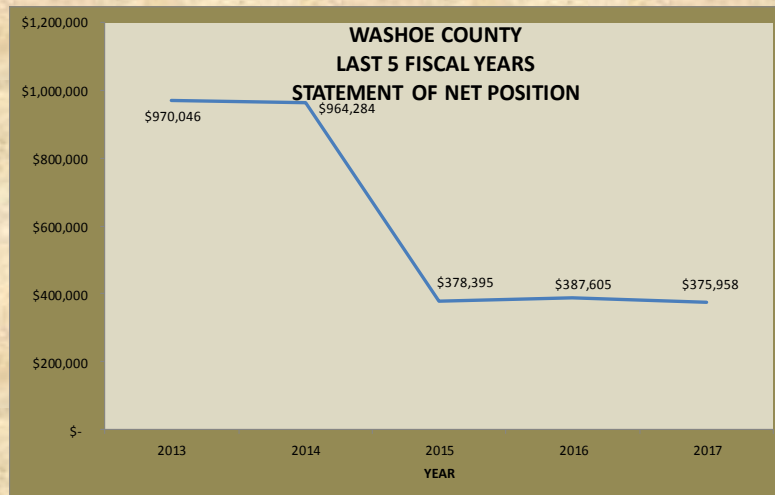 WASHOE COUNTY
LAST 5 FISCAL YEARS
STATEMENT OF NET POSITION
$1,200,000
$1,000,000
$800,000
$600,000
$400,000
$200,000
$-
$970,046
$964,284
$378,395
$387,605
$375,958
2013 2014 2015 2016 2017
YEAR